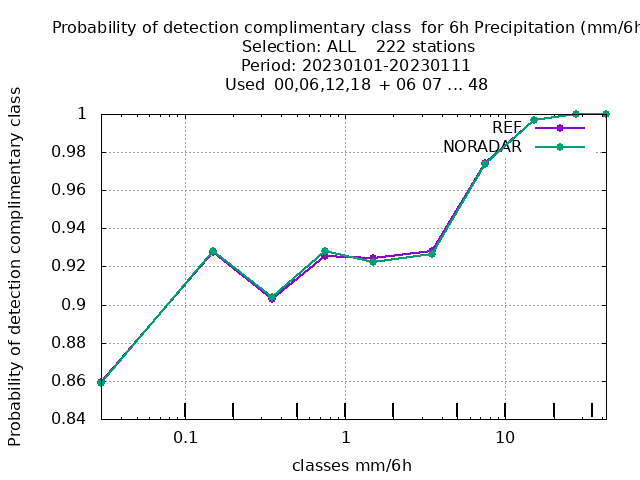 Probability of detection complimentary class for 6h Precipitation (mm/6h
Selection: ALL 222 stations
Period: 20230101-20230111
Used 00,06,12,18 + 06 07 ... 48
Probability of detection complimentary class
1
0.98
0.96
0.94
0.92
0.9
0.88
0.86
0.84
REF
NORADAR
0.1
1
10
classes mm/6h